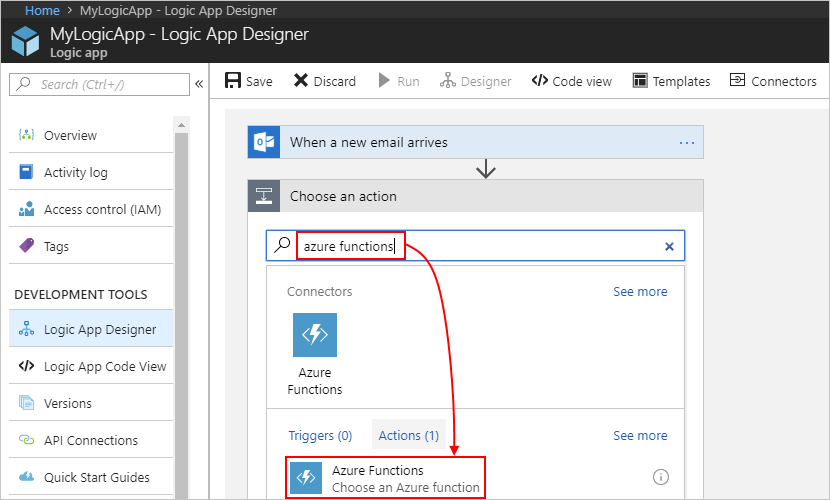 Home > MyLogicApp - Logic App Designer
MyLogicApp - Logic App Designer
Logic app
Search (Ctrl+/)
Overview
Activity log
Access control (IAM)
Tags
DEVELOPMENT TOOLS
Logic App Designer
Logic App Code View
Versions
API Connections
Quick Start Guides
Save
Discard
Run
Designer
Code view
Templates
Connectors
When a new email arrives
Choose an action
azure functions
Connectors
See more
Azure
Functions
Triggers (0)
Actions (1)
See more
Azure Functions
Choose an Azure function